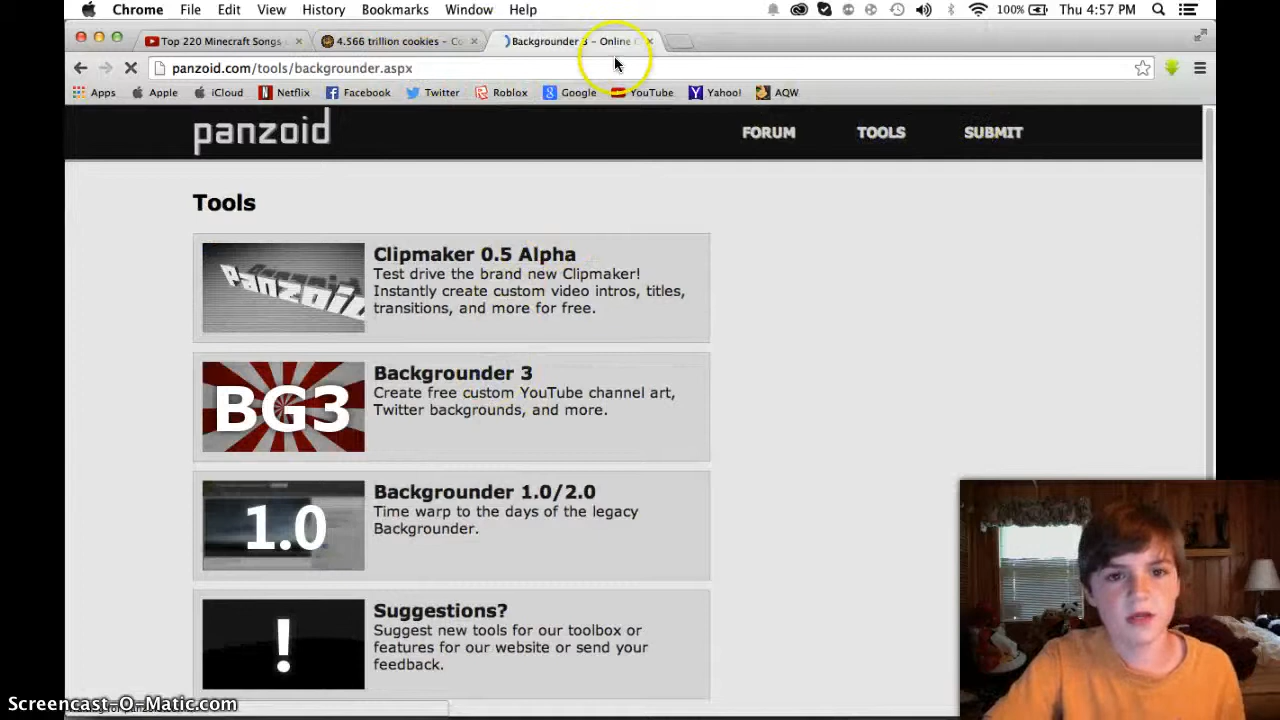 Chrome File Edit View History Bookmarks Window Help 100% Thu 4:57 PM
Top 220 Minecraft Songs 4.566 trillion cookies - Co Backgrounder 3 - Online
panzoid.com/tools/backgrounder.aspx
Apps Apple iCloud Netflix Facebook Twitter Roblox Google YouTube Yahoo! AQW
panzoid FORUM TOOLS SUBMIT
Tools
Panzoid
Clipmaker 0.5 Alpha
Test drive the brand new Clipmaker!
Instantly create custom video intros, titles,
transitions, and more for free.
BG3
Backgrounder 3
Create free custom YouTube channel art,
Twitter backgrounds, and more.
1.0
Backgrounder 1.0/2.0
Time warp to the days of the legacy
Backgrounder.
!
Suggestions?
Suggest new tools for our toolbox or
features for our website or send your
feedback.
Screencast-O-Matic.com